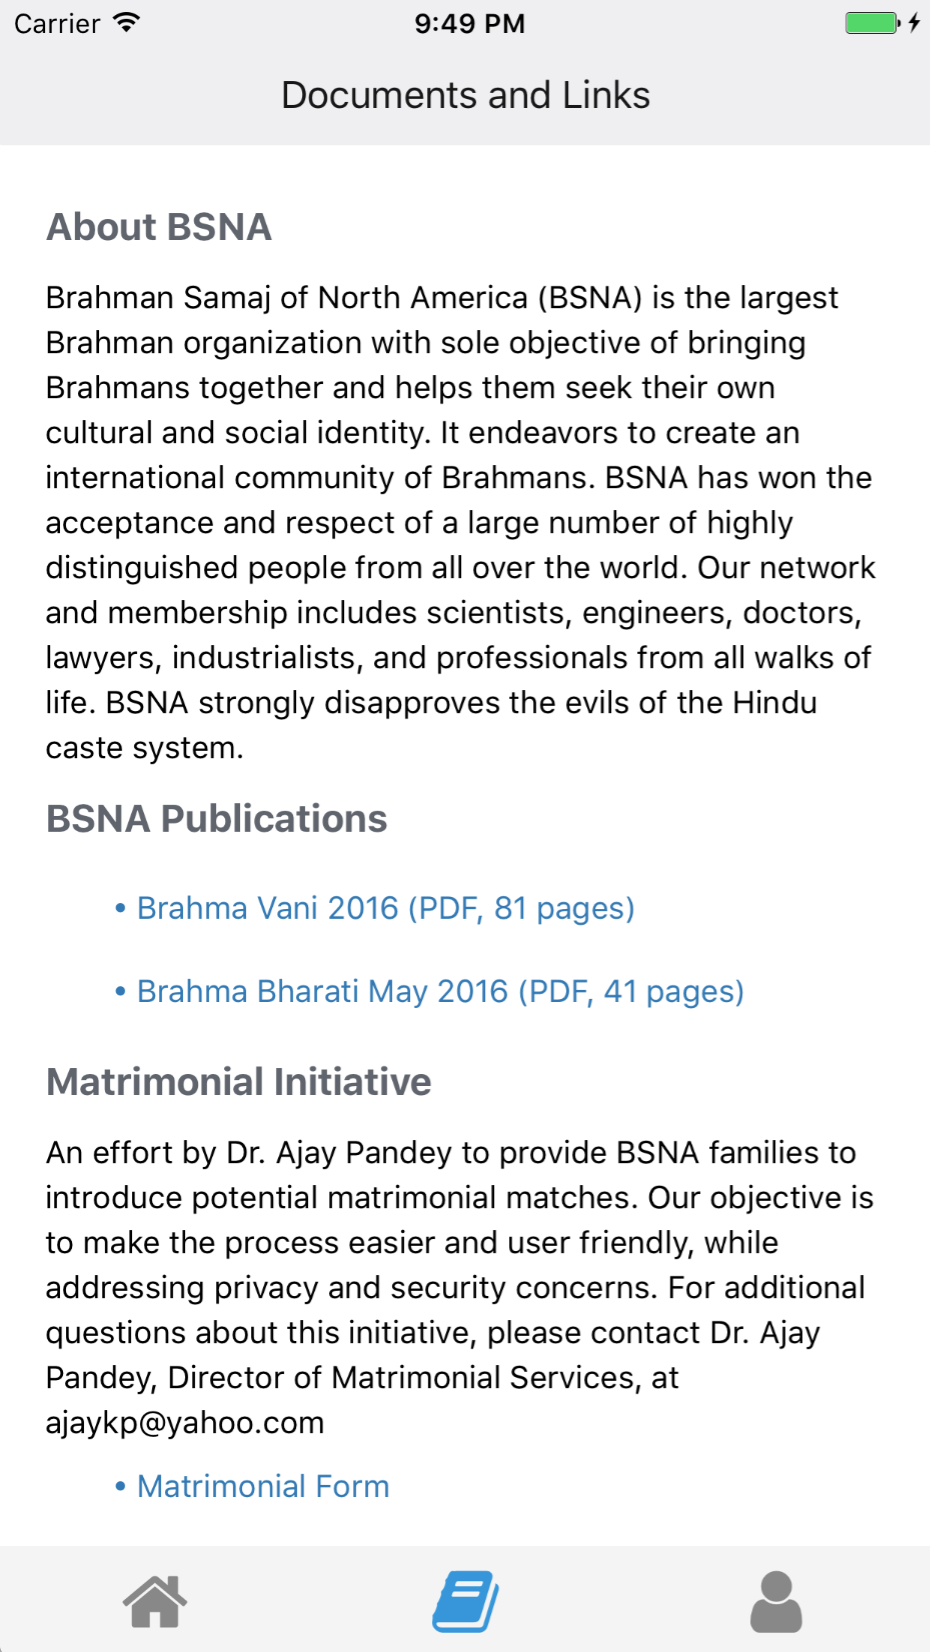 Carrier 9:49 PM
Documents and Links
About BSNA
Brahman Samaj of North America (BSNA) is the largest
Brahman organization with sole objective of bringing
Brahmans together and helps them seek their own
cultural and social identity. It endeavors to create an
international community of Brahmans. BSNA has won the
acceptance and respect of a large number of highly
distinguished people from all over the world. Our network
and membership includes scientists, engineers, doctors,
lawyers, industrialists, and professionals from all walks of
life. BSNA strongly disapproves the evils of the Hindu
caste system.
BSNA Publications
• Brahma Vani 2016 (PDF, 81 pages)
• Brahma Bharati May 2016 (PDF, 41 pages)
Matrimonial Initiative
An effort by Dr. Ajay Pandey to provide BSNA families to
introduce potential matrimonial matches. Our objective is
to make the process easier and user friendly, while
addressing privacy and security concerns. For additional
questions about this initiative, please contact Dr. Ajay
Pandey, Director of Matrimonial Services, at
ajaykp@yahoo.com
• Matrimonial Form